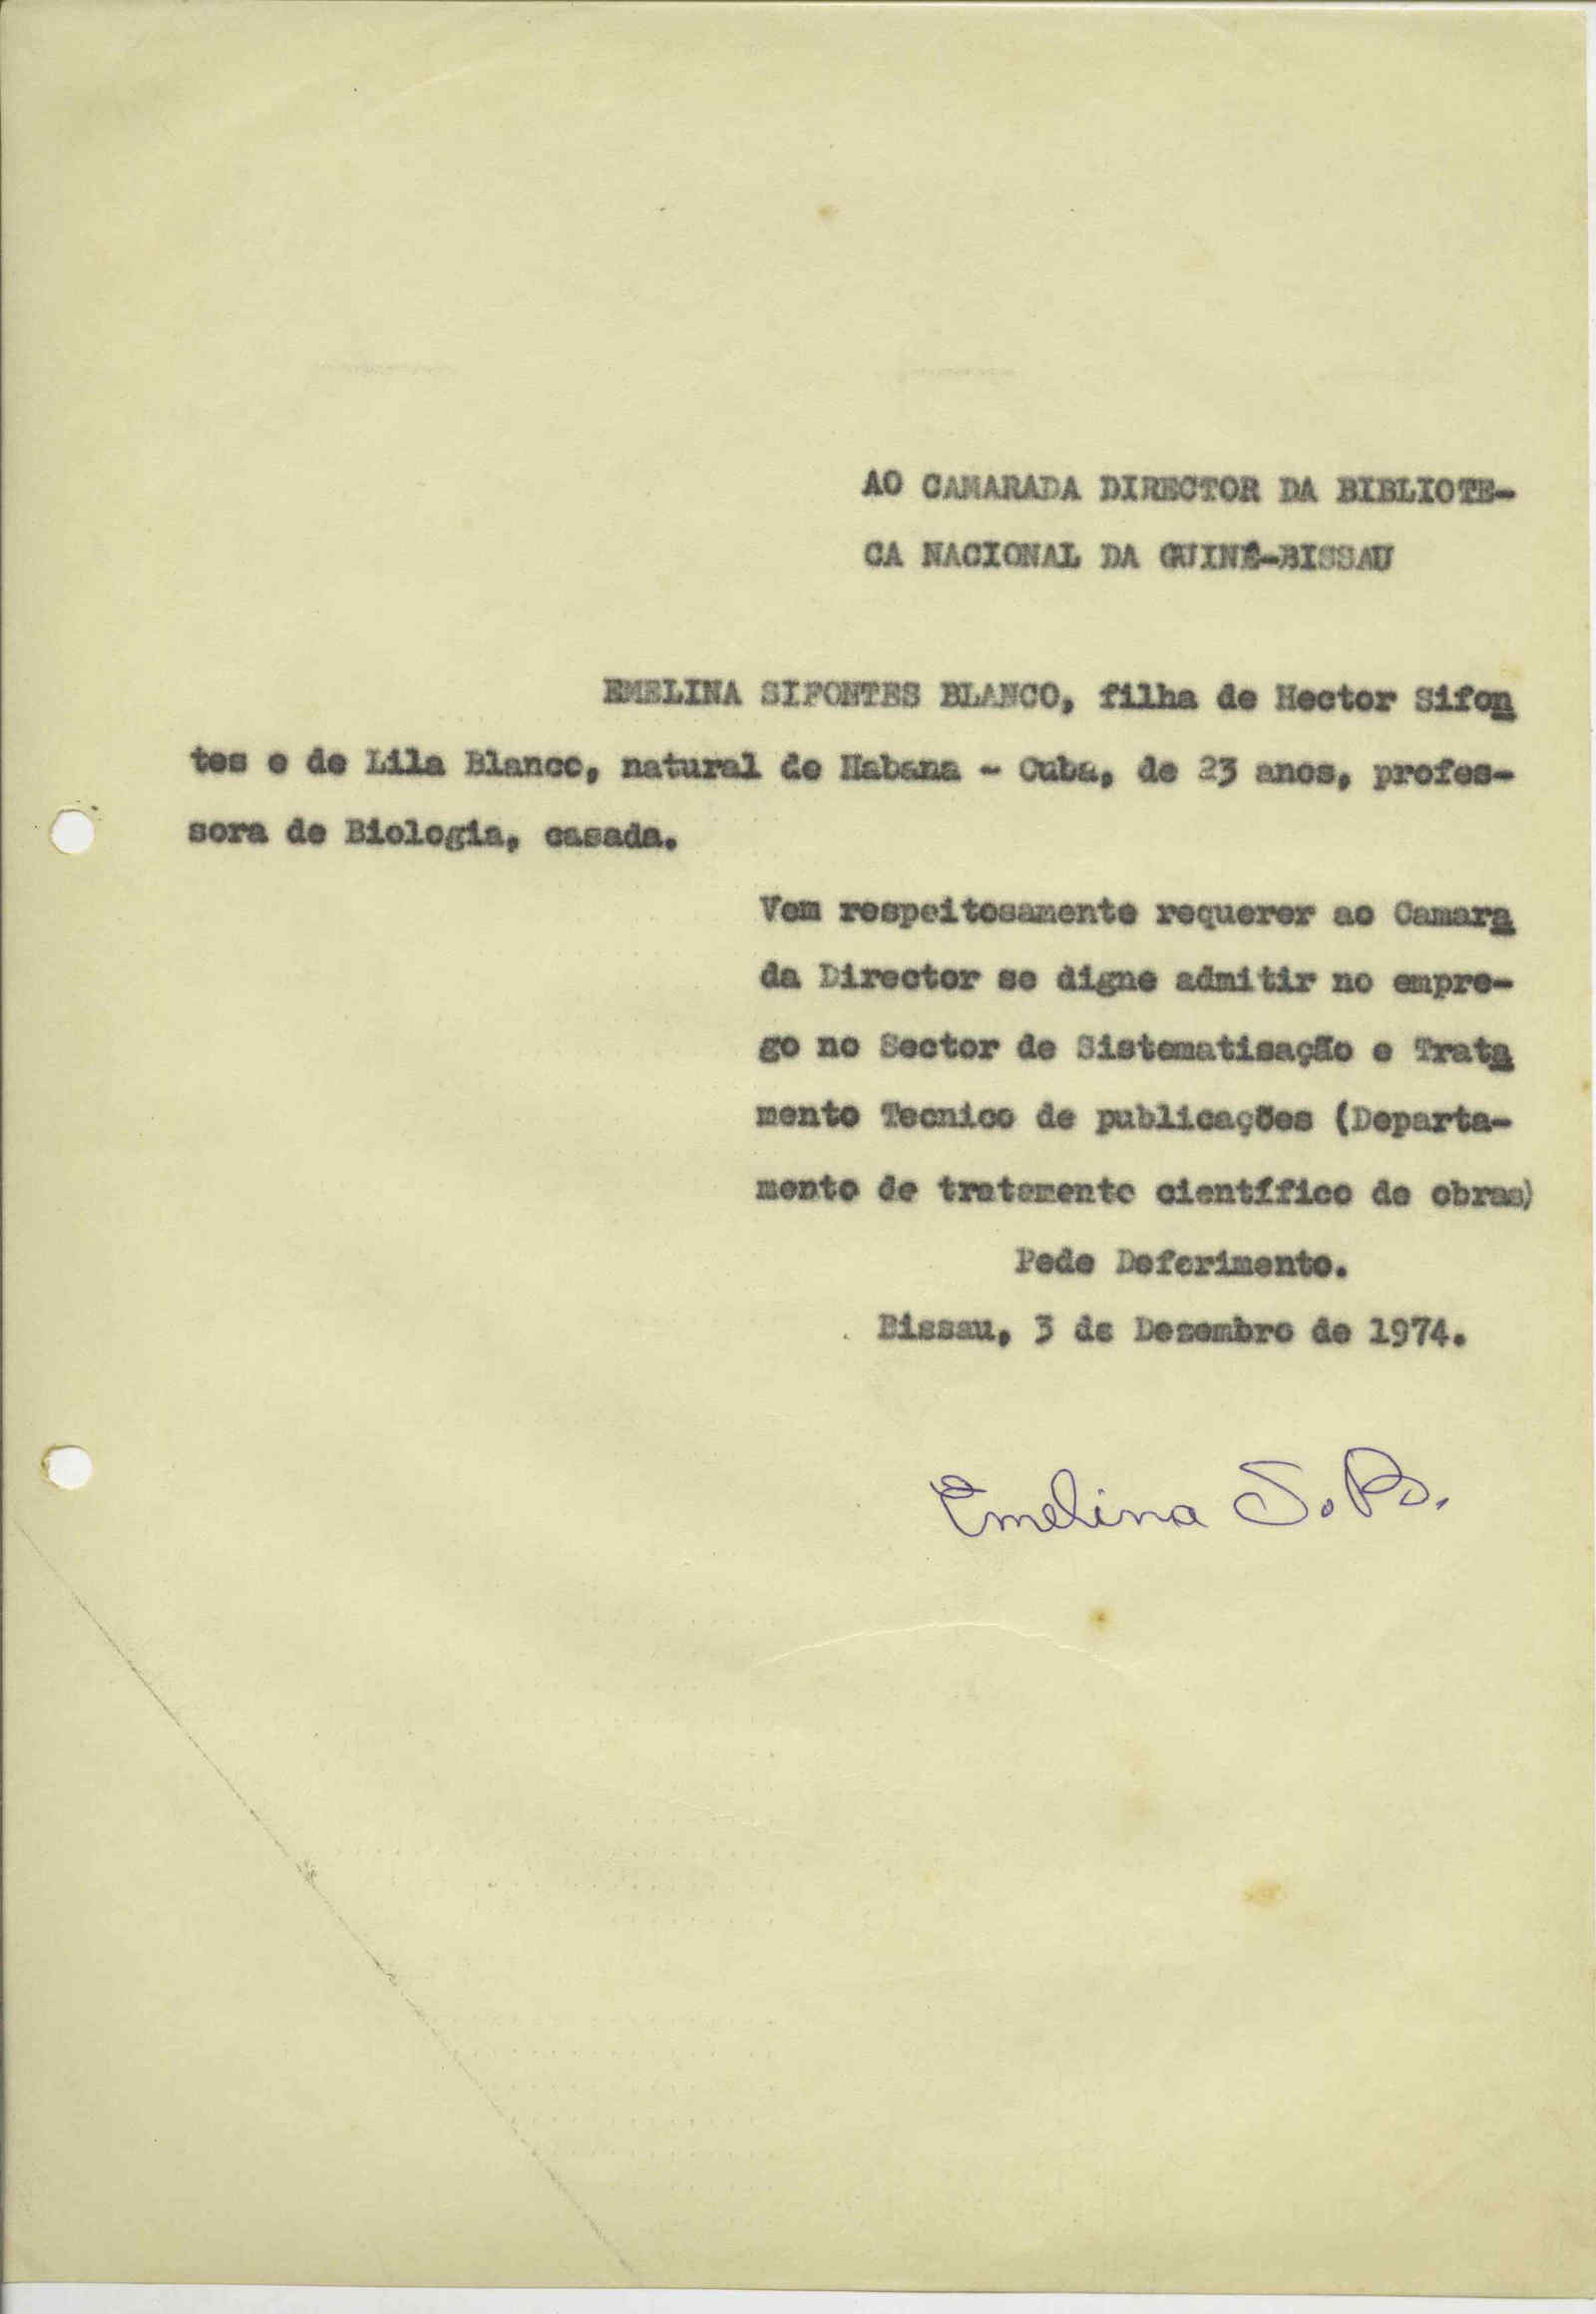 AO CAMARADA DIRECTOR DA BIBLIOTE-
CA NACIONAL DA GUINÉ-BISSAU
EMELINA SIFONTES BLANCO, filha de Hector Sifon
tes e de Lila Blanco, natural de Habana - Cuba, de 23 anos, profes-
sora de Biologia, casada.
Vem respeitosamente requerer ao Camara
da Director se digne admitir no empre-
go no Sector de Sistematisação e Trata
mento Tecnico de publicações (Departa-
mento de tratamento científico de obras)
Pede Deferimento.
Bissau, 3 de Dezembro de 1974.
Emelina S. B.